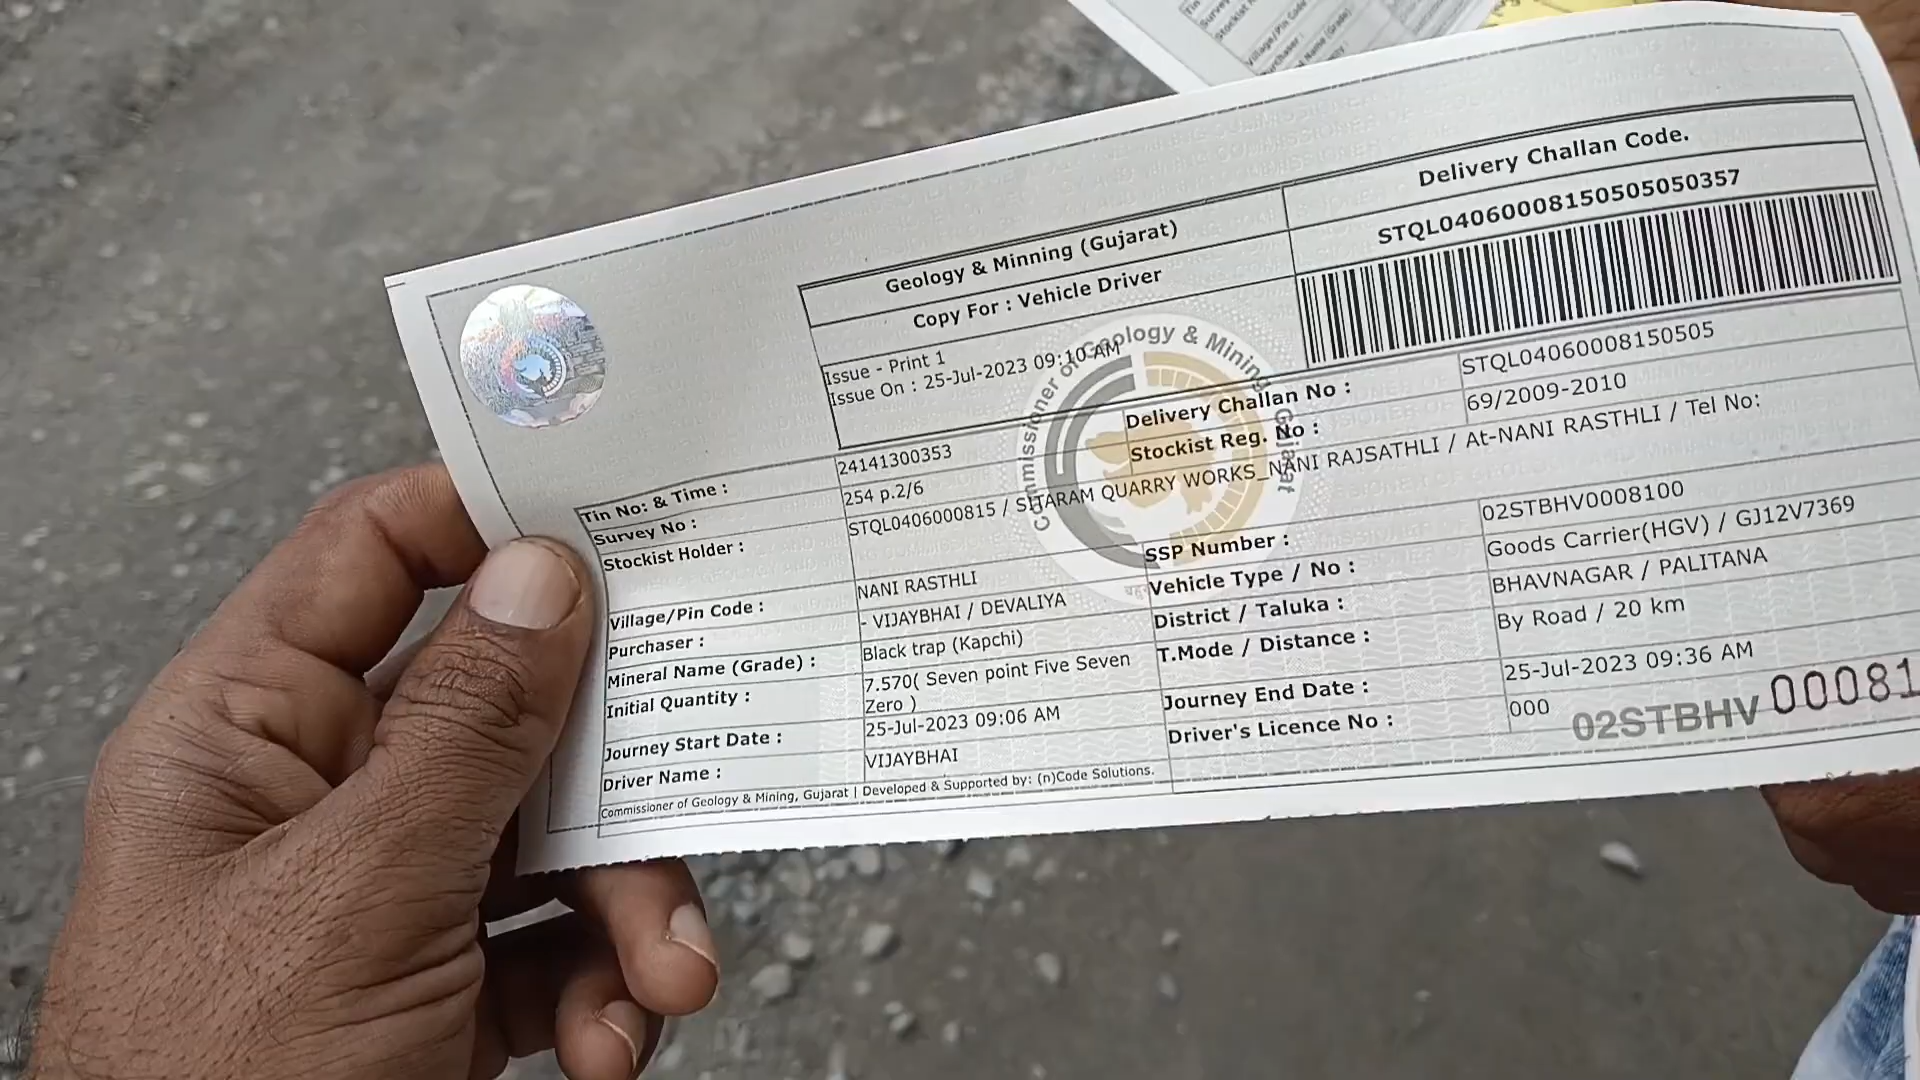 Geology & Minning (Gujarat)
Delivery Challan Code.
Copy For : Vehicle Driver
STQL04060008150505050357
Issue - Print 1
Issue On : 25-Jul-2023 09:10 AM
Commissioner of Geology & Mining
Gujarat
Tin No: & Time : 24141300353 Delivery Challan No : STQL04060008150505
Survey No : 254 p.2/6 Stockist Reg. No : 69/2009-2010
Stockist Holder : STQL0406000815 / SITARAM QUARRY WORKS_NANI RAJSATHLI / At-NANI RASTHLI / Tel No:
Village/Pin Code : NANI RASTHLI SSP Number : 02STBHV0008100
Purchaser : - VIJAYBHAI / DEVALIYA Vehicle Type / No : Goods Carrier(HGV) / GJ12V7369
Mineral Name (Grade) : Black trap (Kapchi) District / Taluka : BHAVNAGAR / PALITANA
Initial Quantity : 7.570( Seven point Five Seven Zero ) T.Mode / Distance : By Road / 20 km
Journey Start Date : 25-Jul-2023 09:06 AM Journey End Date : 25-Jul-2023 09:36 AM
Driver Name : VIJAYBHAI Driver's Licence No : 000
02STBHV 00081
Commissioner of Geology & Mining, Gujarat | Developed & Supported by: (n)Code Solutions.